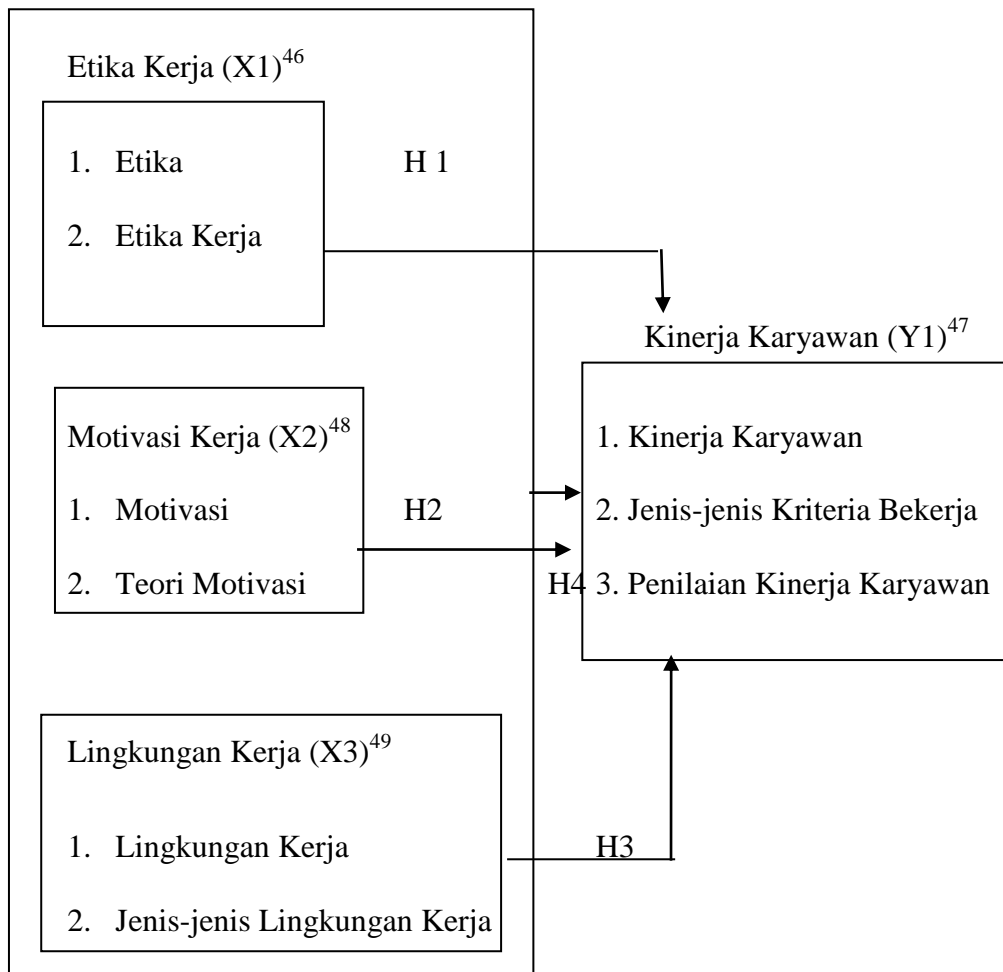 Etika Kerja (X1)46
1. Etika
H 1
2. Etika Kerja
Kinerja Karyawan (Y1)47
Motivasi Kerja (X2)48
1. Kinerja Karyawan
1. Motivasi
H2
2. Jenis-jenis Kriteria Bekerja
2. Teori Motivasi
H4
3. Penilaian Kinerja Karyawan
Lingkungan Kerja (X3)49
1. Lingkungan Kerja
H3
2. Jenis-jenis Lingkungan Kerja